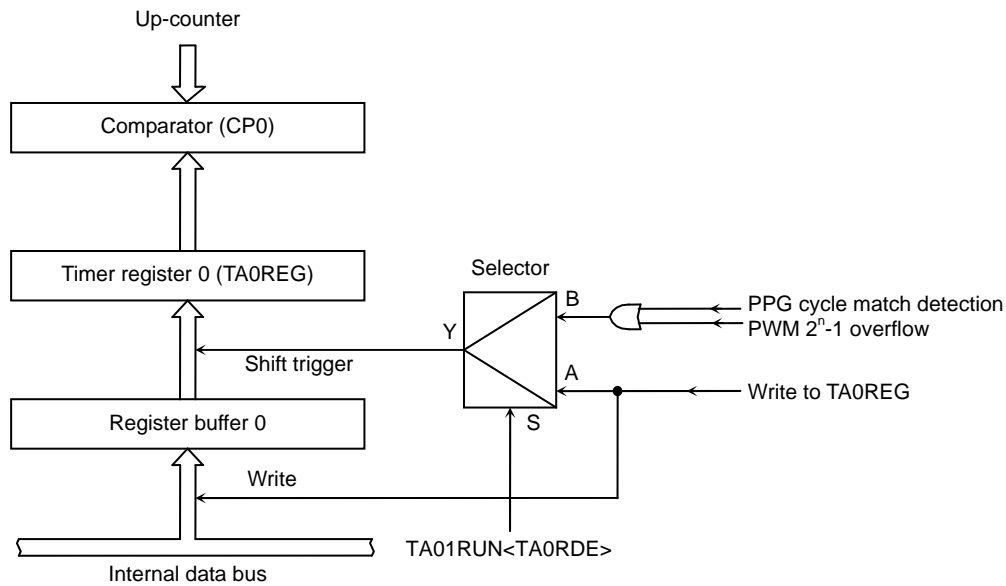 Up-counter
Comparator (CP0)
Timer register 0 (TA0REG)
Selector
B
PPG cycle match detection
PWM 2ⁿ-1 overflow
Y
Shift trigger
A
Write to TA0REG
Register buffer 0
S
Write
TA01RUN<TA0RDE>
Internal data bus